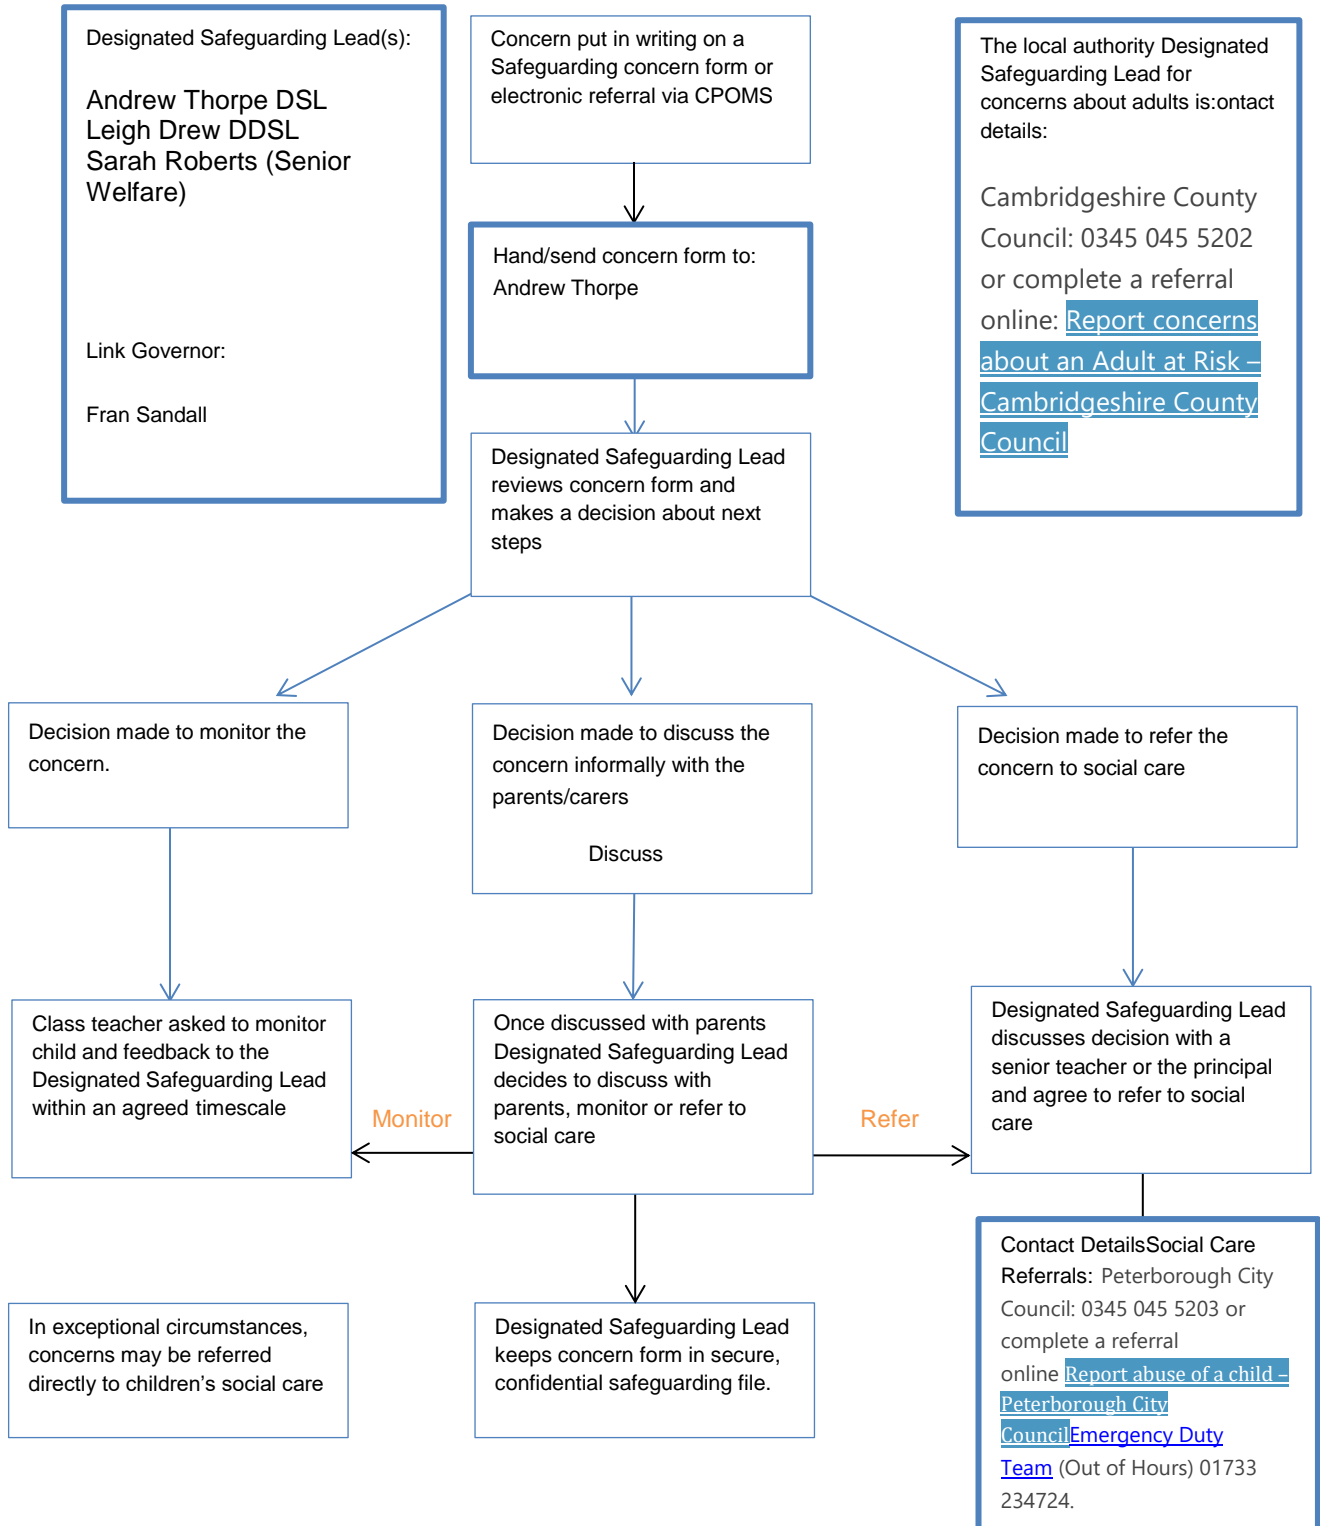 Designated Safeguarding Lead(s):
Andrew Thorpe DSL
Leigh Drew DDSL
Sarah Roberts (Senior
Welfare)
Link Governor:
Fran Sandall
Concern put in writing on a
Safeguarding concern form or
electronic referral via CPOMS
The local authority Designated
Safeguarding Lead for
concerns about adults is:ontact
details:
Cambridgeshire County
Council: 0345 045 5202
or complete a referral
online: Report concerns
about an Adult at Risk –
Cambridgeshire County
Council
Hand/send concern form to:
Andrew Thorpe
Designated Safeguarding Lead
reviews concern form and
makes a decision about next
steps
Decision made to monitor the
concern.
Decision made to discuss the
concern informally with the
parents/carers
Discuss
Decision made to refer the
concern to social care
Class teacher asked to monitor
child and feedback to the
Designated Safeguarding Lead
within an agreed timescale
Monitor
Once discussed with parents
Designated Safeguarding Lead
decides to discuss with
parents, monitor or refer to
social care
Refer
Designated Safeguarding Lead
discusses decision with a
senior teacher or the principal
and agree to refer to social
care
In exceptional circumstances,
concerns may be referred
directly to children’s social care
Designated Safeguarding Lead
keeps concern form in secure,
confidential safeguarding file.
Contact DetailsSocial Care
Referrals: Peterborough City
Council: 0345 045 5203 or
complete a referral
online Report abuse of a child –
Peterborough City
CouncilEmergency Duty
Team (Out of Hours) 01733
234724.